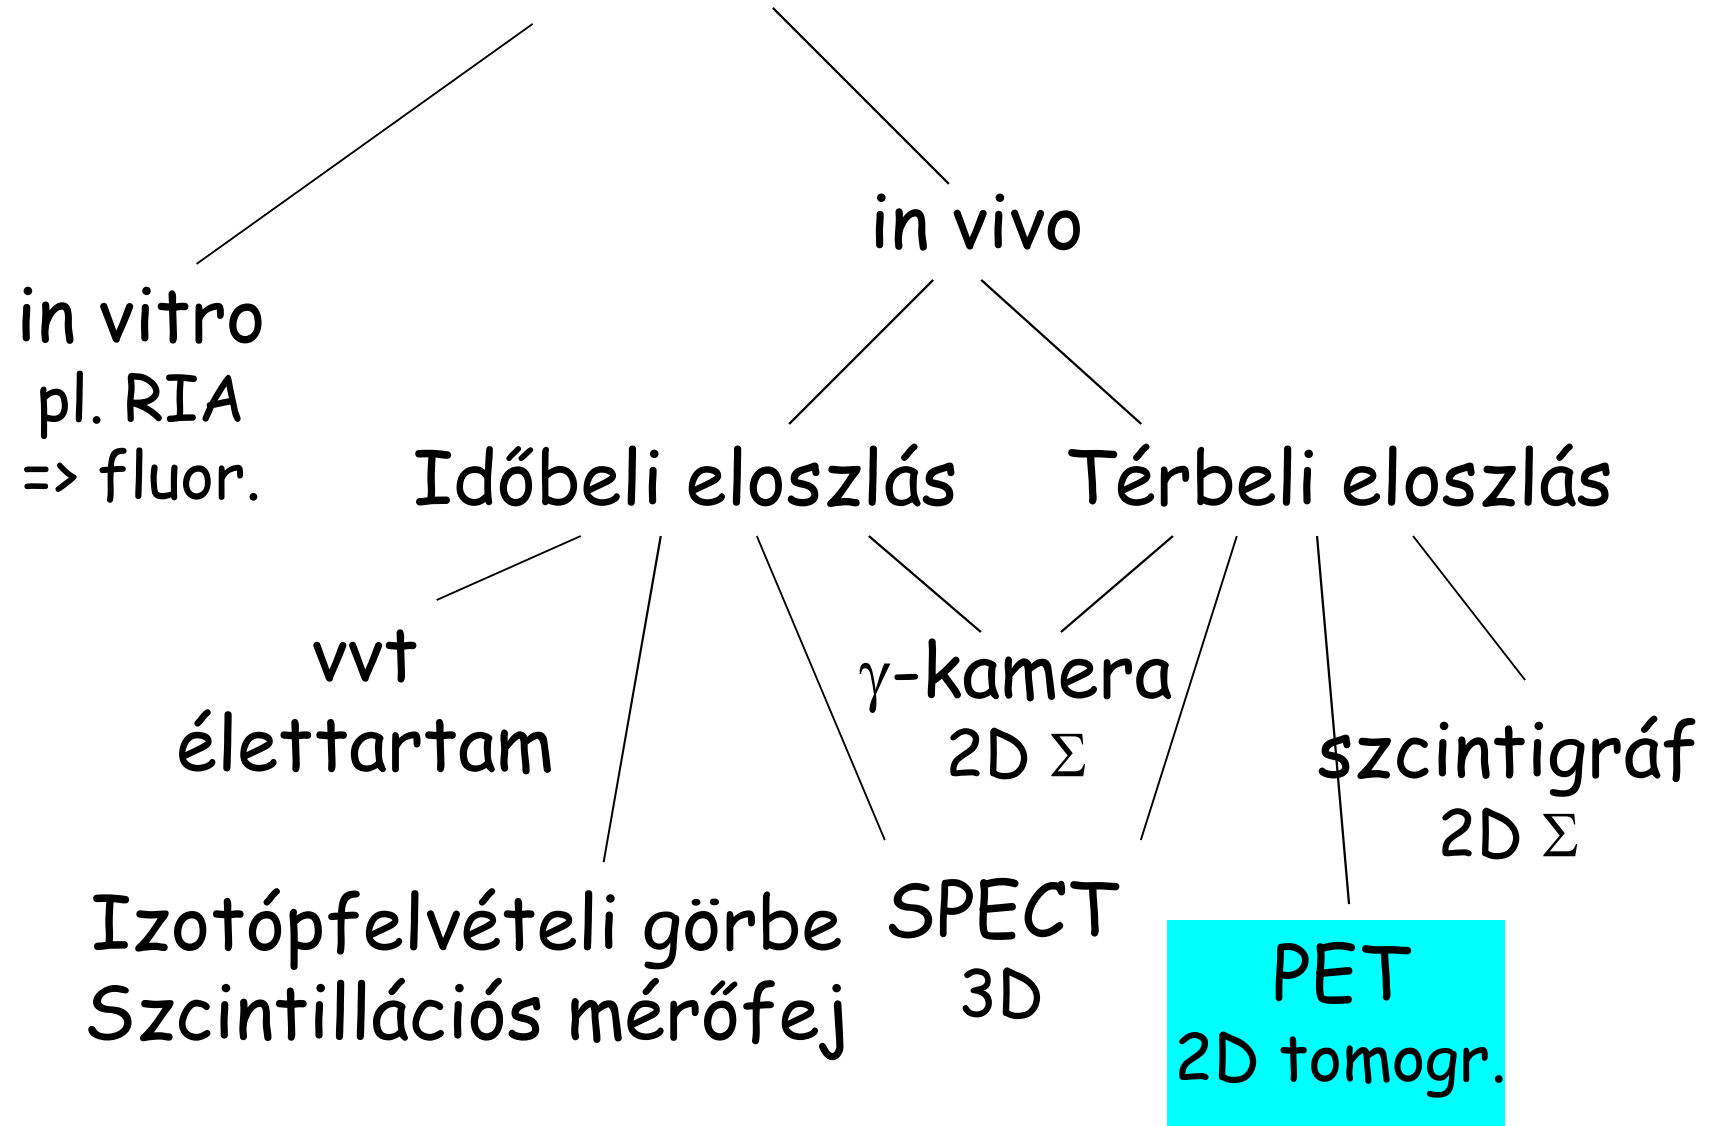 in vivo
in vitro
pl. RIA
=> fluor.
Időbeli eloszlás
Térbeli eloszlás
vvt
élettartam
γ-kamera
2D Σ
szcintigráf
2D Σ
Izotópfelvételi görbe
Szcintillációs mérőfej
SPECT
3D
PET
2D tomogr.